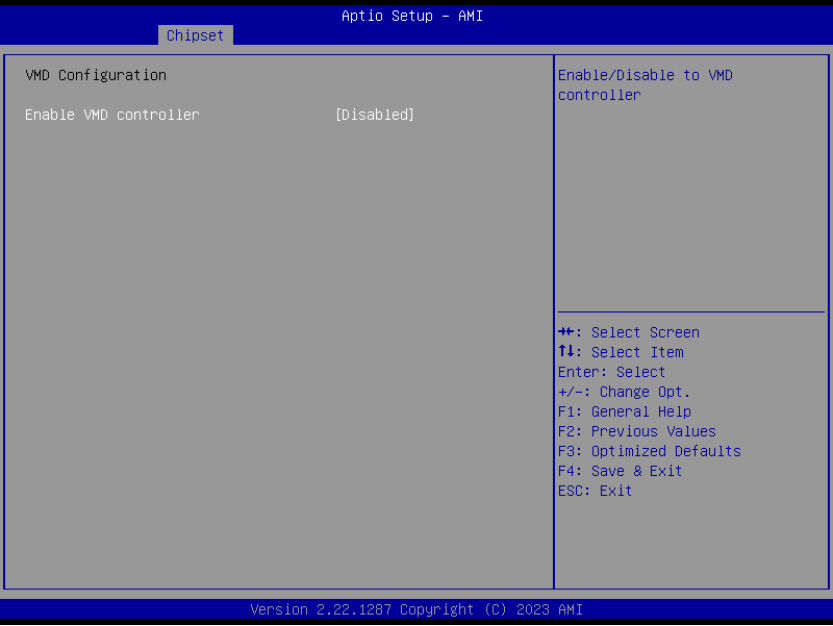 Aptio Setup – AMI
Chipset
VMD Configuration
Enable VMD controller [Disabled]
Enable/Disable to VMD
controller
→←: Select Screen
↑↓: Select Item
Enter: Select
+/-: Change Opt.
F1: General Help
F2: Previous Values
F3: Optimized Defaults
F4: Save & Exit
ESC: Exit
Version 2.22.1287 Copyright (C) 2023 AMI